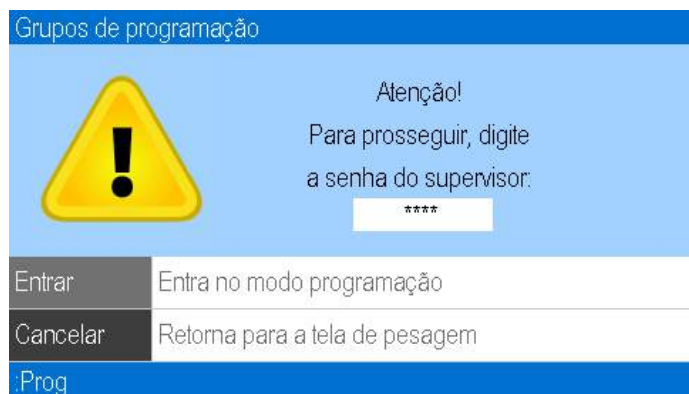 Grupos de programação
Atenção!
Para prosseguir, digite
a senha do supervisor:
****
Entrar Entra no modo programação
Cancelar Retorna para a tela de pesagem
:Prog